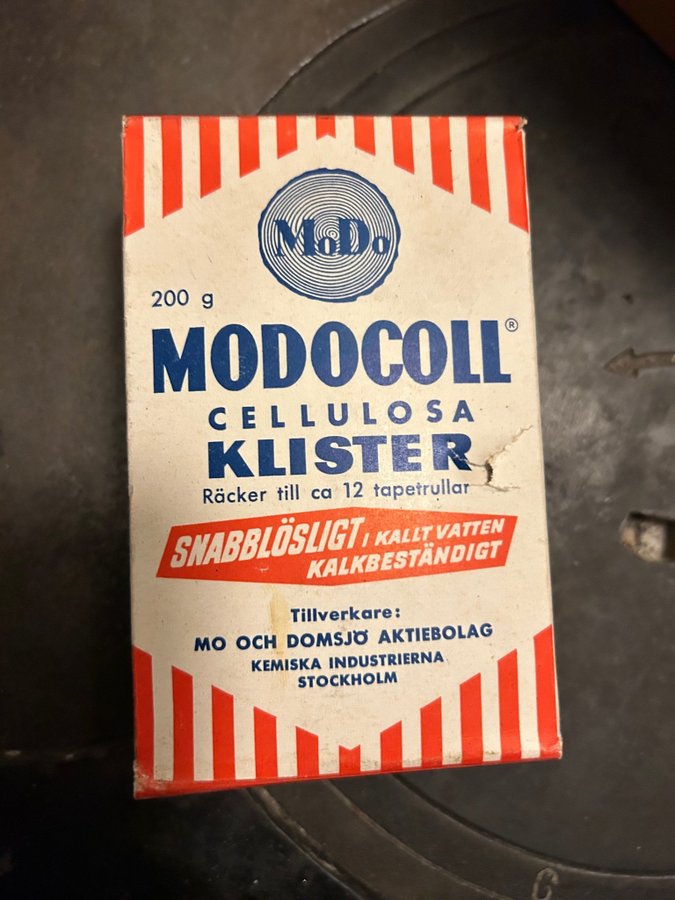 MoDo
200 g
MODOCOLL®
CELLULOSA
KLISTER
Räcker till ca 12 tapetrullar
SNABBLÖSLIGT I KALLT VATTEN
KALKBESTÄNDIGT
Tillverkare:
MO OCH DOMSJÖ AKTIEBOLAG
KEMISKA INDUSTRIERNA
STOCKHOLM